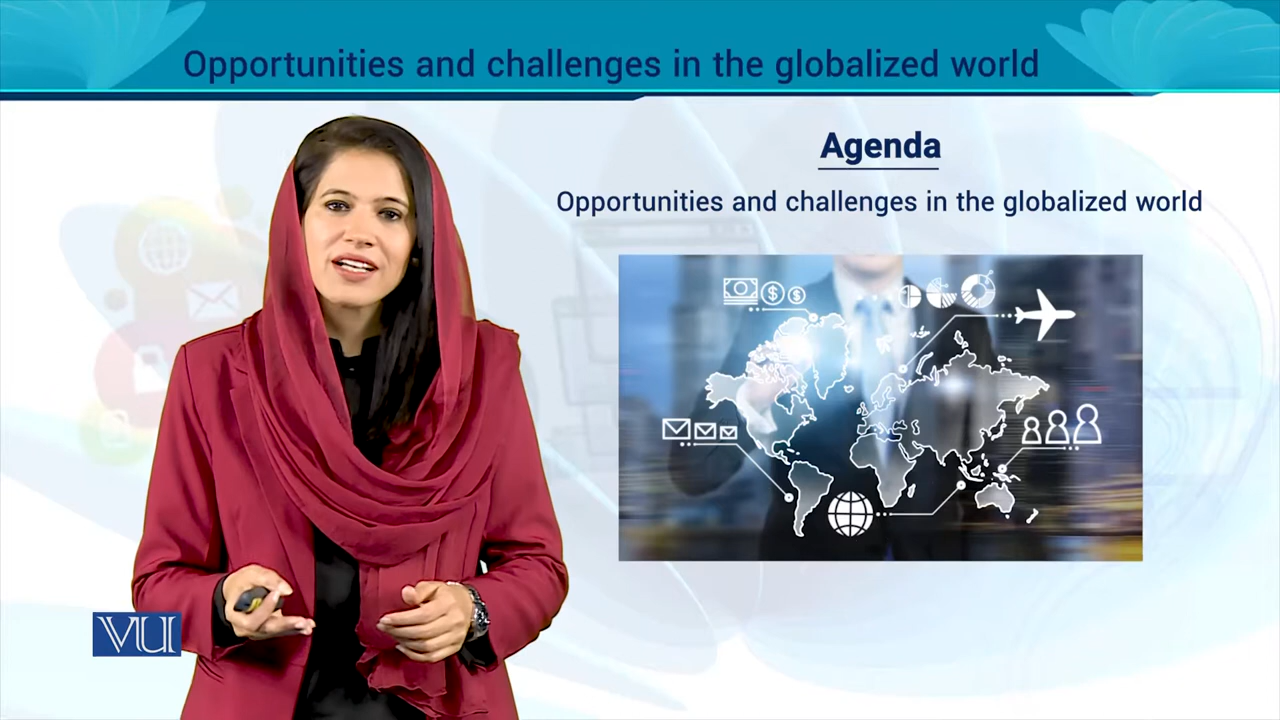 Opportunities and challenges in the globalized world
Agenda
Opportunities and challenges in the globalized world
VU